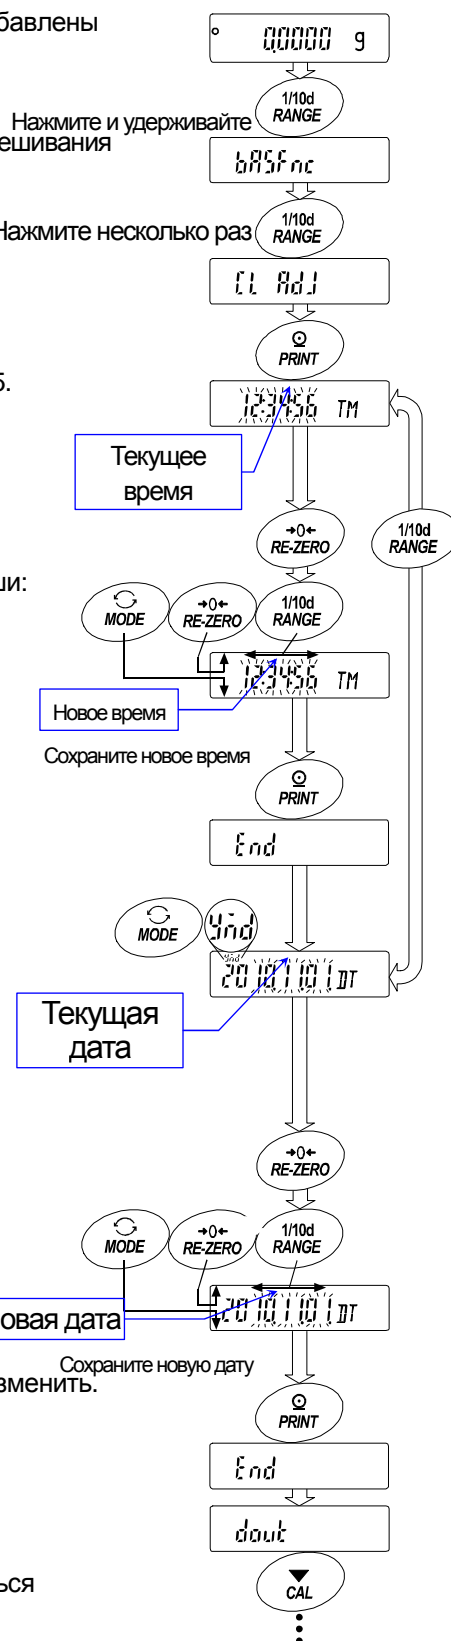 бавлены
0.0000 g
1/10d
RANGE
Нажмите и удерживайте
ешивания
bASFnc
Нажмите несколько раз
1/10d
RANGE
CL AdJ
PRINT
5.
12:34:56 TM
Текущее
время
RE-ZERO
1/10d
RANGE
ши:
MODE
RE-ZERO
1/10d
RANGE
12:34:56 TM
Новое время
Сохраните новое время
PRINT
End
MODE
ymd
ymd
2010.11.01. DT
Текущая
дата
RE-ZERO
MODE
RE-ZERO
1/10d
RANGE
2010.11.01. DT
овая дата
Сохраните новую дату
зменить.
PRINT
End
dout
ься
CAL